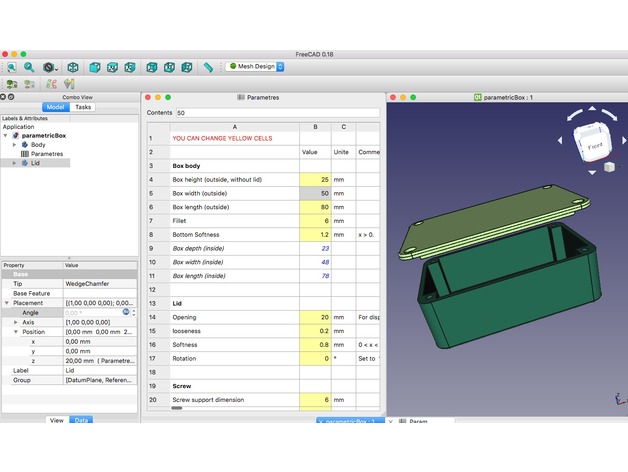 FreeCAD 0.18
Mesh Design
Combo View
Model Tasks
Labels & Attributes
Application
parametricBox
Body
Parametres
Lid
Property Value
Base
Tip WedgeChamfer
Base Feature
Placement [(1,00 0,00 0,00); 0,00...
Angle 0,00 °
Axis [1,00 0,00 0,00]
Position [0,00 mm 0,00 mm 2...
x 0,00 mm
y 0,00 mm
z 20,00 mm ( Parametre...
Label Lid
Group [DatumPlane, Referen...
View Data
Parametres
Contents 50
A B C
1 YOU CAN CHANGE YELLOW CELLS
2 Value Unite Comme
3 Box body
4 Box height (outside, without lid) 25 mm
5 Box width (outside) 50 mm
6 Box length (outside) 80 mm
7 Fillet 6 mm
8 Bottom Softness 1.2 mm x > 0.
9 Box depth (inside) 23
10 Box width (inside) 48
11 Box length (inside) 78
12
13 Lid
14 Opening 20 mm For disp
15 looseness 0.2 mm
16 Softness 0.8 mm 0 < x <
17 Rotation 0 ° Set to
18
19 Screw
20 Screw support dimension 6 mm
parametricBox : 1
Front
parametricBox : 1
Param